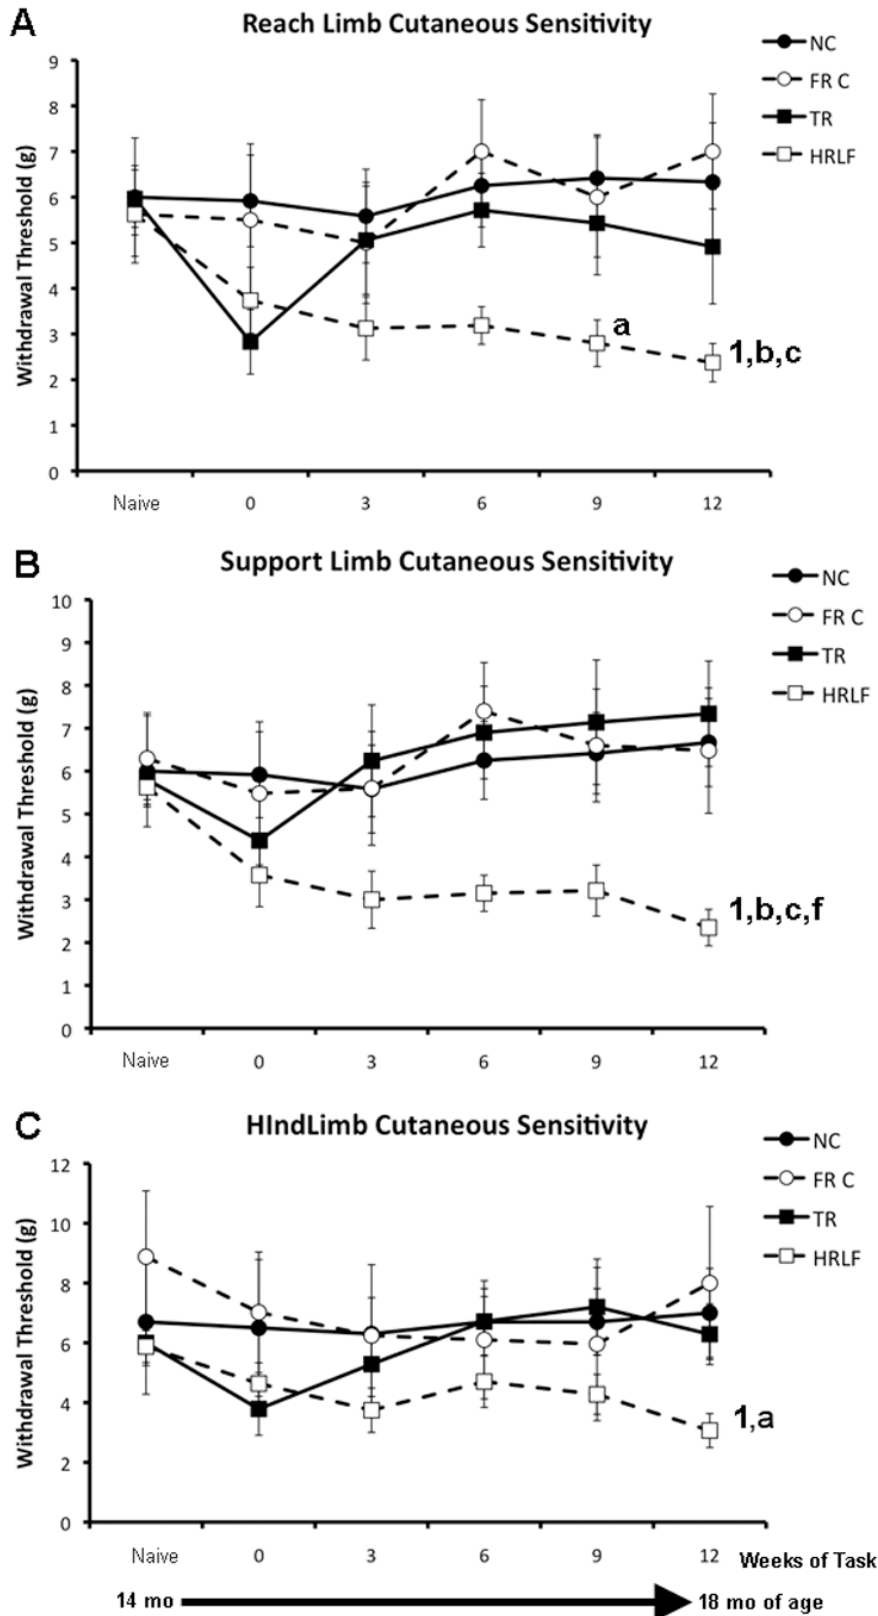 A
Reach Limb Cutaneous Sensitivity
NC
FR C
TR
HRLF
Withdrawal Threshold (g)
9
8
7
6
5
4
3
2
1
0
a
1,b,c
Naive 0 3 6 9 12
B
Support Limb Cutaneous Sensitivity
NC
FR C
TR
HRLF
Withdrawal Threshold (g)
10
9
8
7
6
5
4
3
2
1
0
1,b,c,f
Naive 0 3 6 9 12
C
HIndLimb Cutaneous Sensitivity
NC
FR C
TR
HRLF
Withdrawal Threshold (g)
12
10
8
6
4
2
0
1,a
Naive 0 3 6 9 12 Weeks of Task
14 mo 18 mo of age